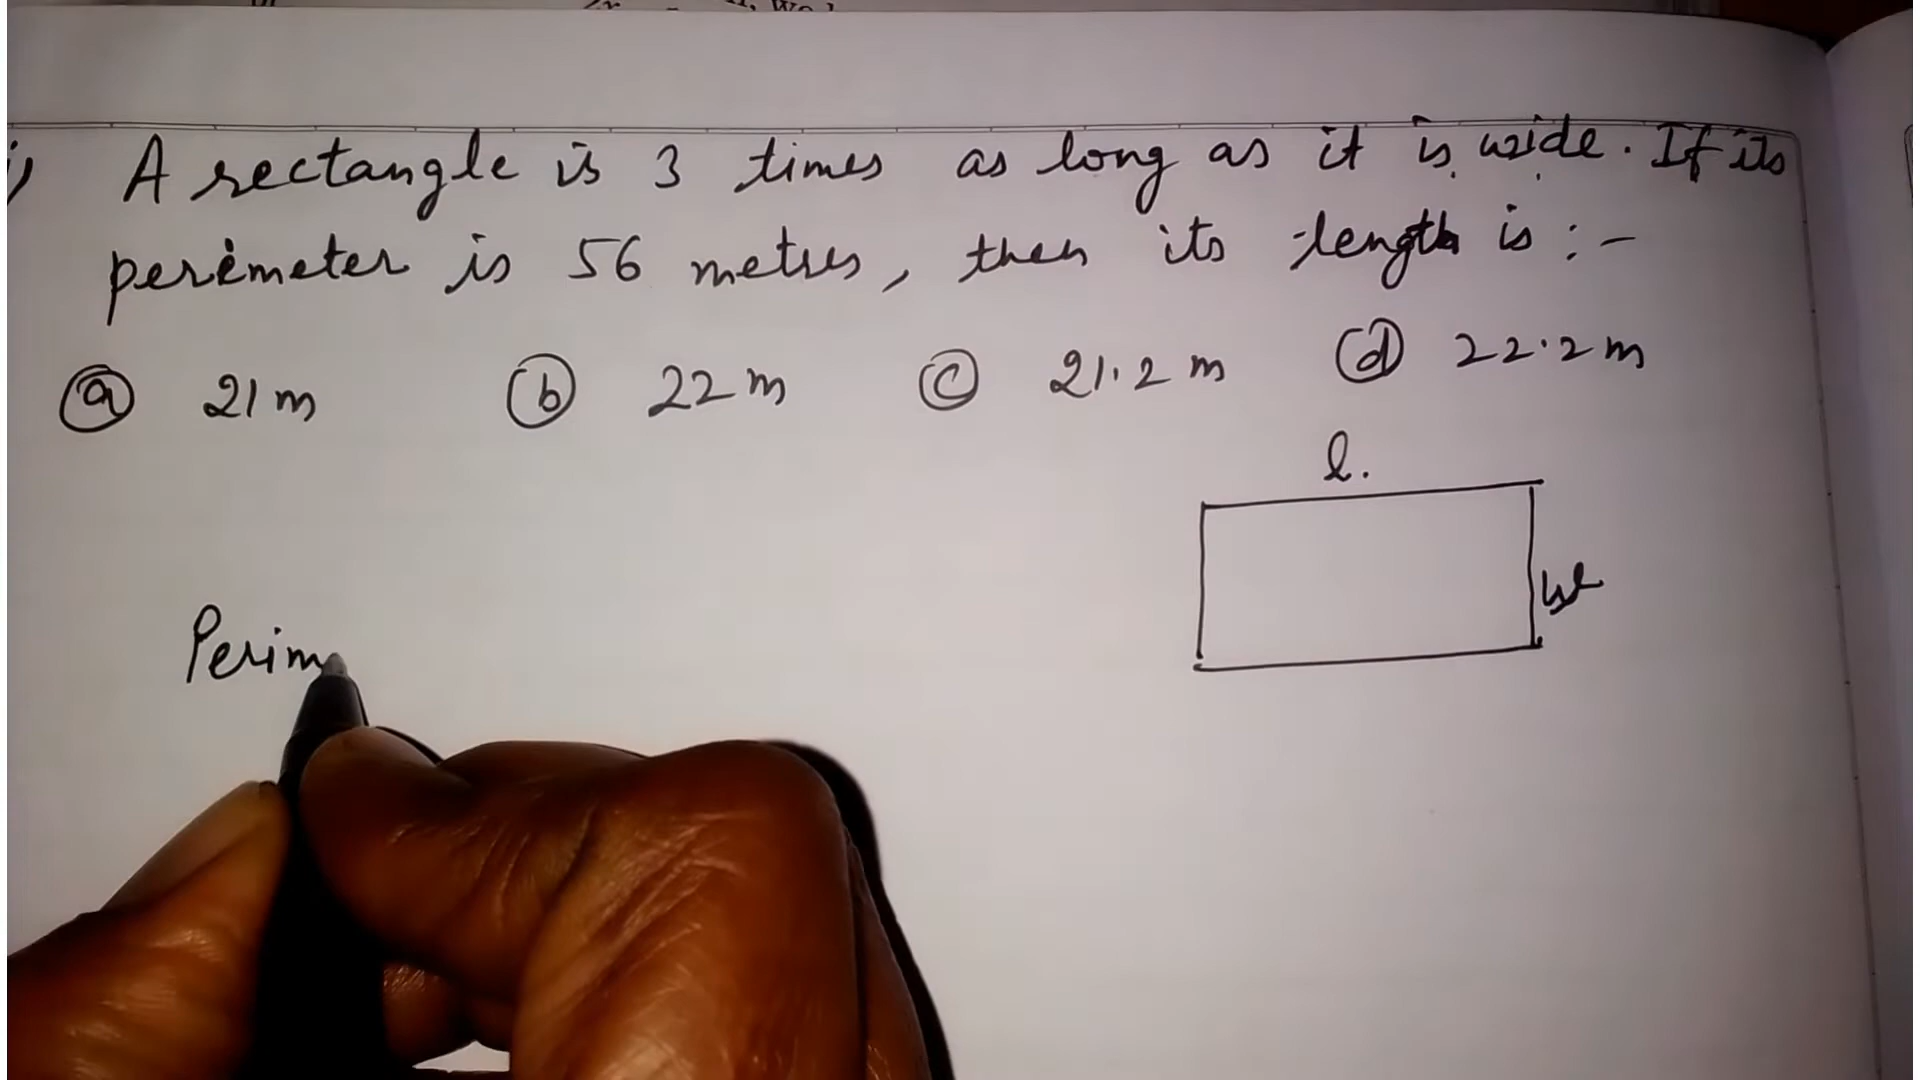 A rectangle is 3 times as long as it is wide. If its
perimeter is 56 metres, then its length is :-
(a) 21 m (b) 22 m (c) 21.2 m (d) 22.2 m
l.
Perim